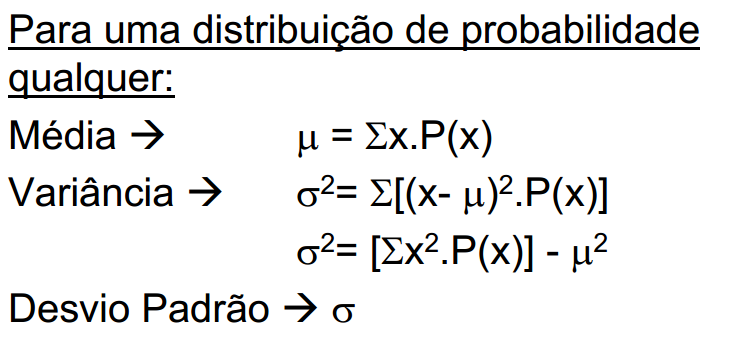 Para uma distribuição de probabilidade
qualquer:
Média → μ = Σx.P(x)
Variância → σ²= Σ[(x- μ)².P(x)]
σ²= [Σx².P(x)] - μ²
Desvio Padrão → σ